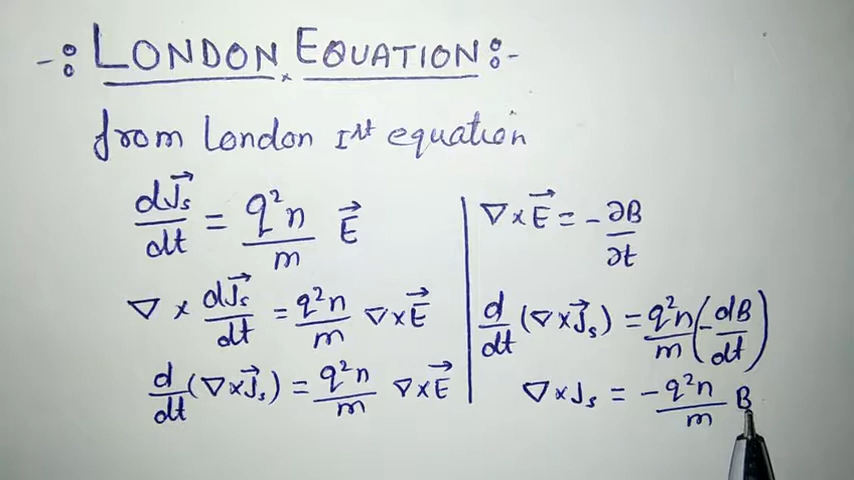 -: LONDON EQUATION :-
from London Ist equation
dJ⃗s/dt = q²n/m E⃗
∇ × dJ⃗s/dt = q²n/m ∇×E⃗
d/dt (∇×J⃗s) = q²n/m ∇×E⃗
∇×E⃗ = -∂B/∂t
d/dt (∇×J⃗s) = q²n/m (-dB/dt)
∇×Js = -q²n/m B